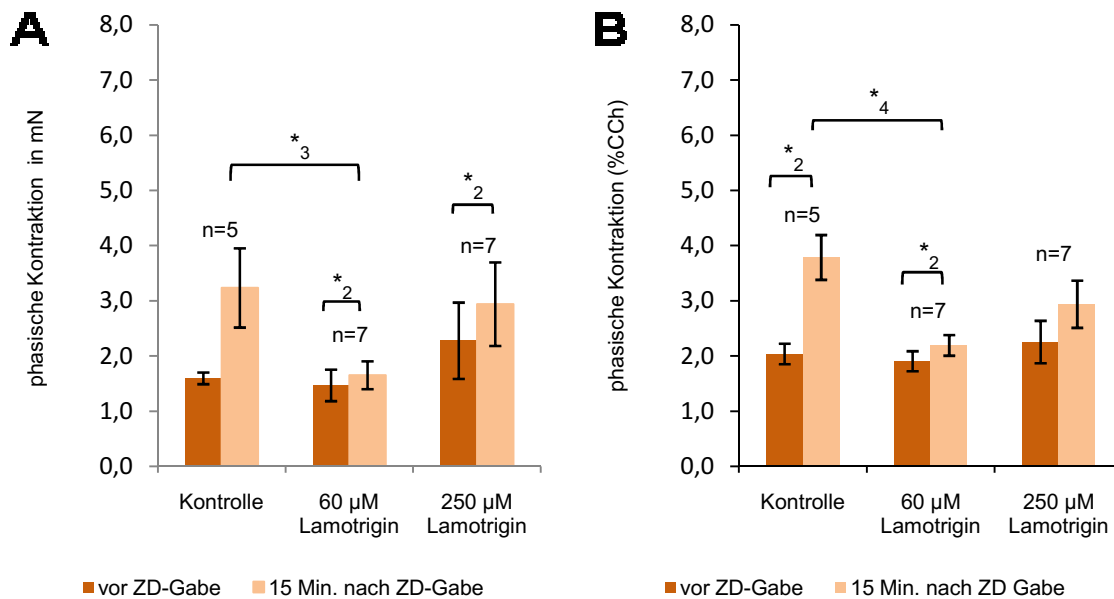 A
phasische Kontraktion in mN
8,0
7,0
6,0
5,0
4,0
3,0
2,0
1,0
0,0
*3
n=5
*2
n=7
*2
n=7
Kontrolle
60 µM Lamotrigin
250 µM Lamotrigin
vor ZD-Gabe
15 Min. nach ZD-Gabe
B
phasische Kontraktion (%CCh)
8,0
7,0
6,0
5,0
4,0
3,0
2,0
1,0
0,0
*4
*2
n=5
*2
n=7
n=7
Kontrolle
60 µM
Lamotrigin
250 µM
Lamotrigin
vor ZD-Gabe
15 Min. nach ZD Gabe